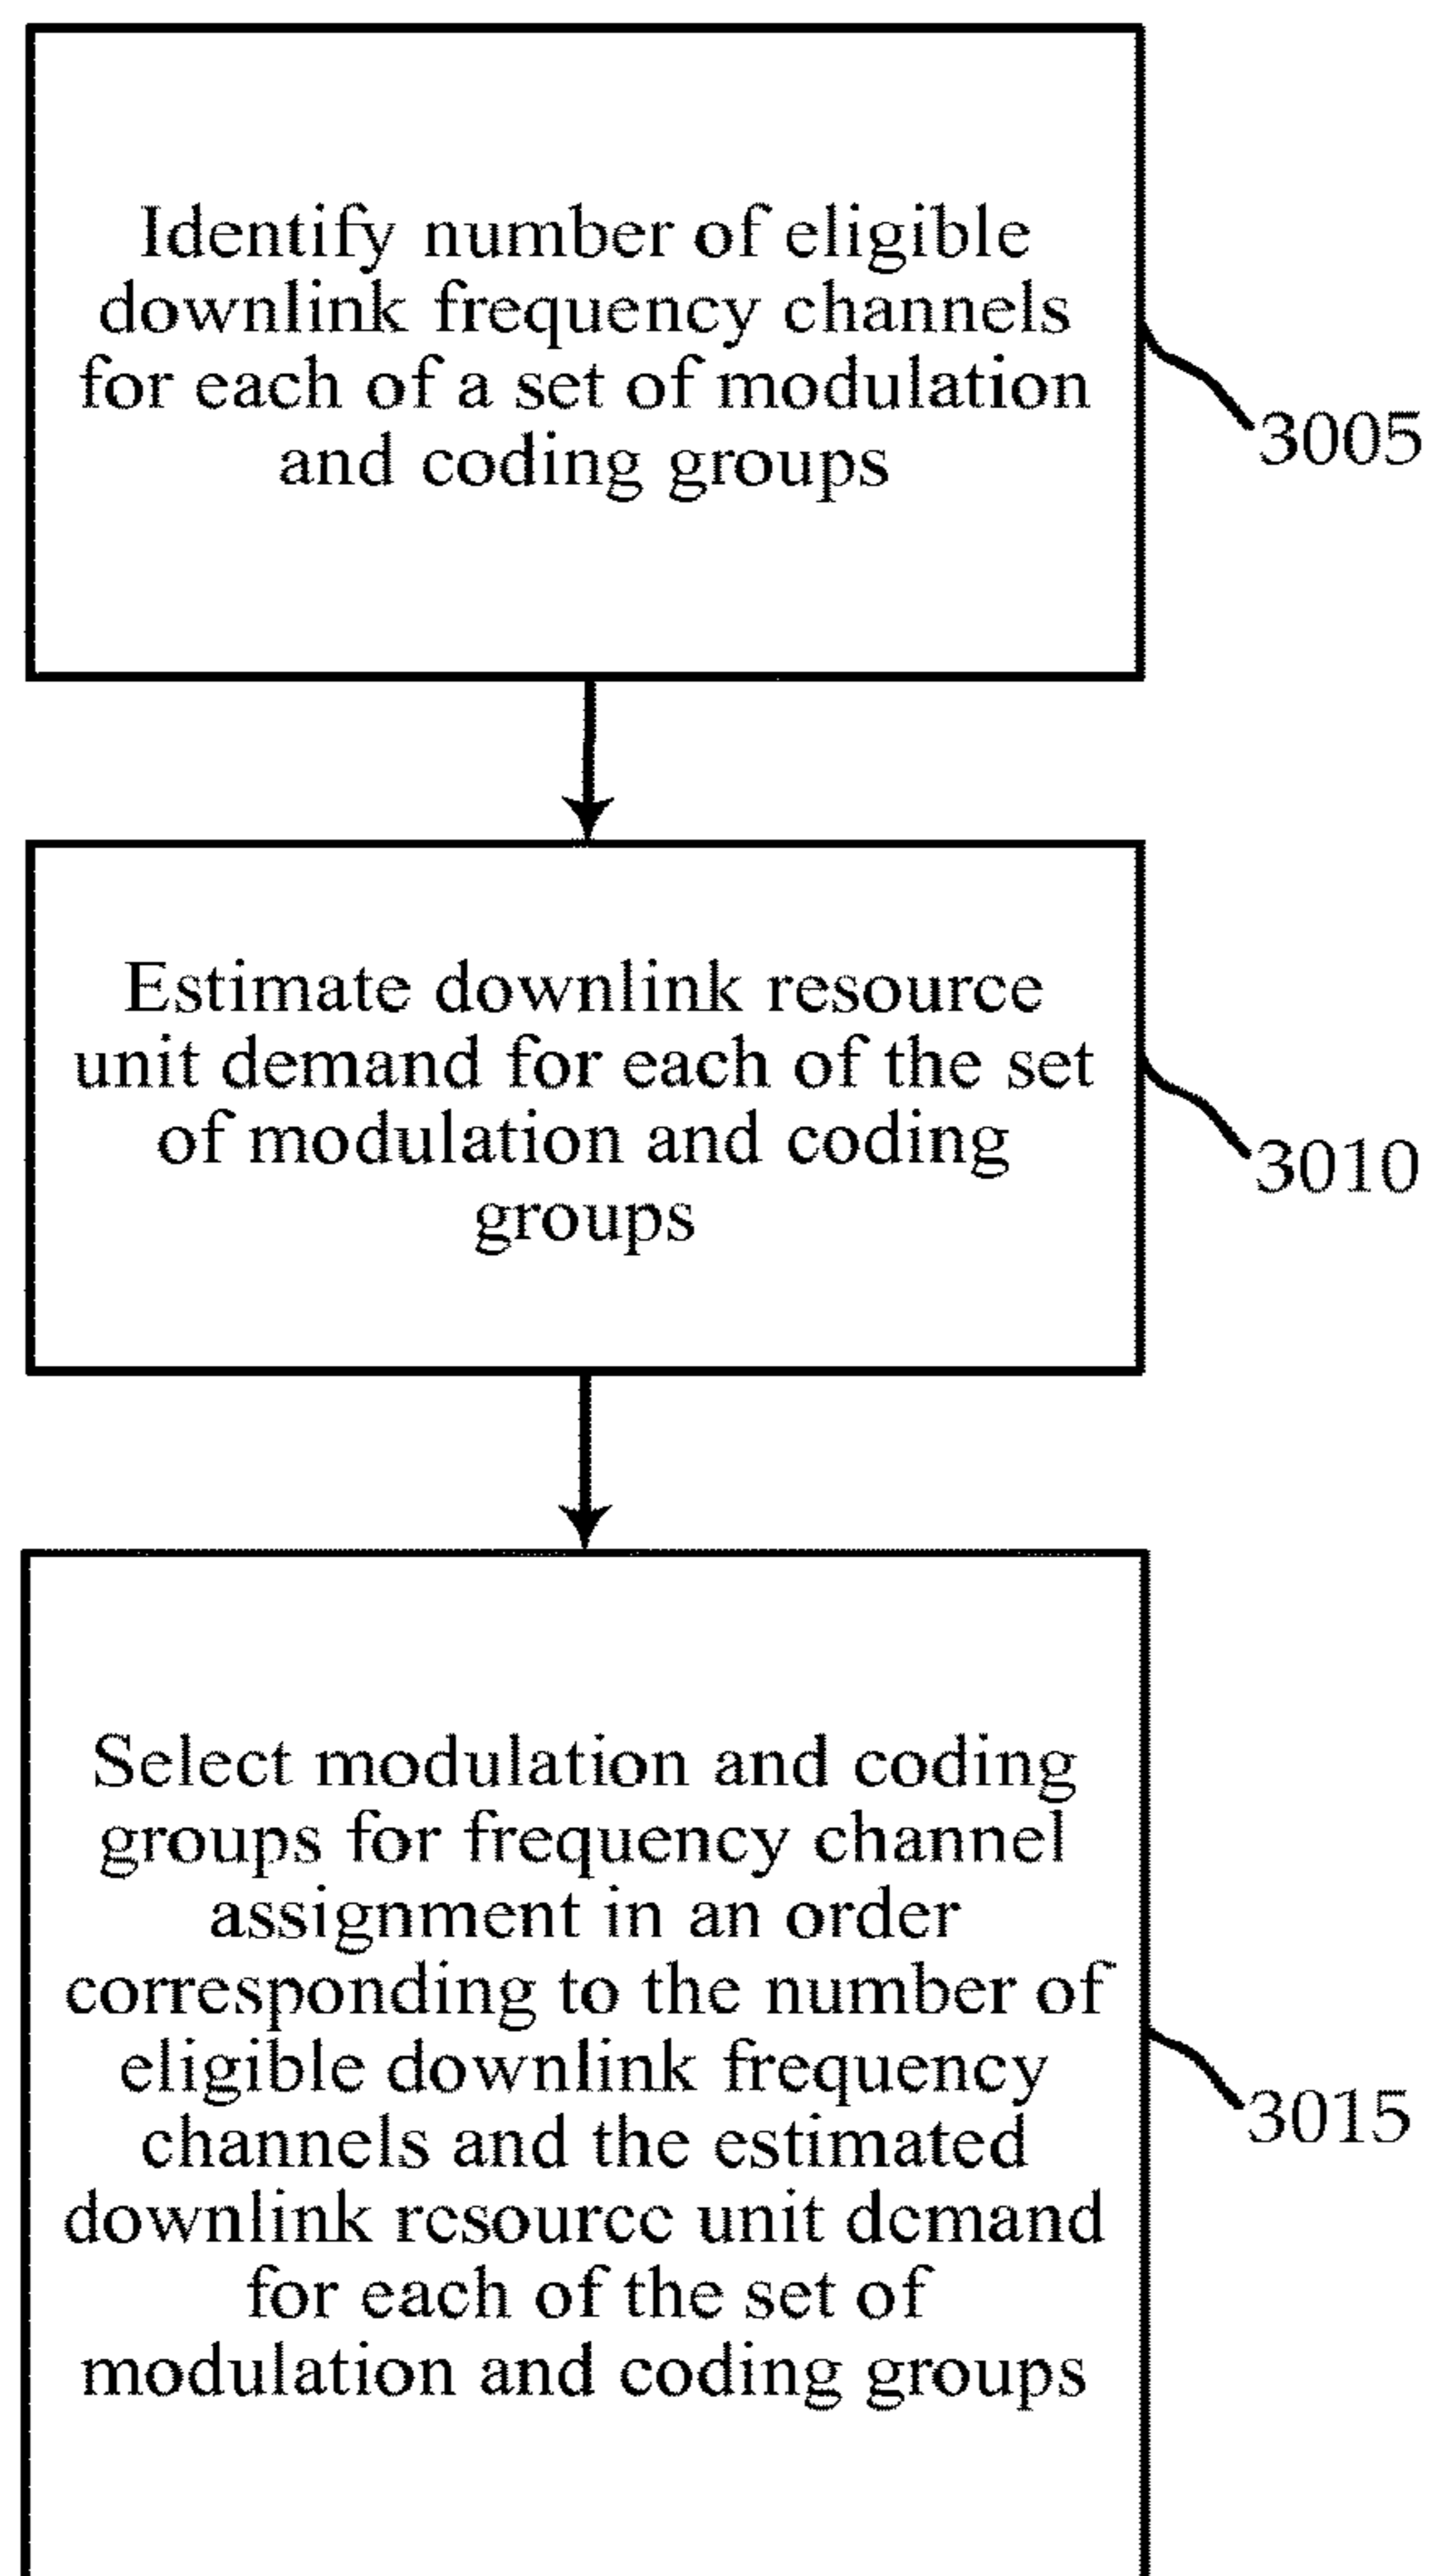 Identify number of eligible
downlink frequency channels
for each of a set of modulation
and coding groups
3005
Estimate downlink resource
unit demand for each of the set
of modulation and coding
groups
3010
Select modulation and coding
groups for frequency channel
assignment in an order
corresponding to the number of
eligible downlink frequency
channels and the estimated
downlink resource unit demand
for each of the set of
modulation and coding groups
3015